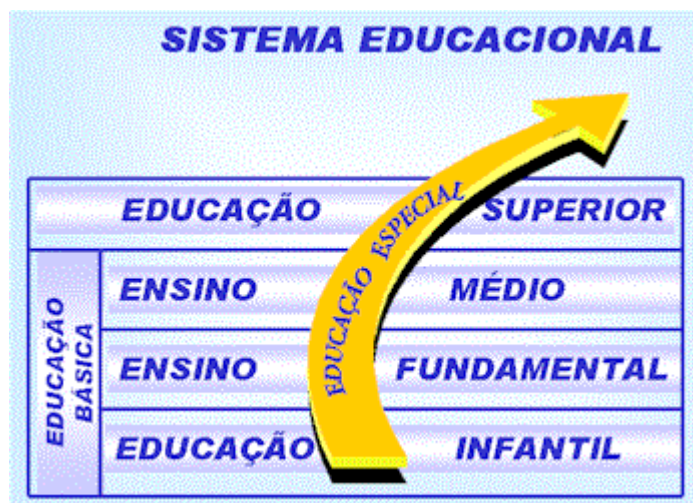 SISTEMA EDUCACIONAL
EDUCAÇÃO SUPERIOR
EDUCAÇÃO ESPECIAL
EDUCAÇÃO
BÁSICA
ENSINO MÉDIO
ENSINO FUNDAMENTAL
EDUCAÇÃO INFANTIL